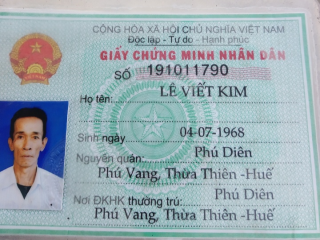 CỘNG HÒA XÃ HỘI CHỦ NGHĨA VIỆT NAM
Độc lập - Tự do - Hạnh phúc
GIẤY CHỨNG MINH NHÂN DÂN
SỐ 191011790
Họ tên: LÊ VIẾT KIM
Sinh ngày 04-07-1968
Nguyên quán: Phú Diên
Phú Vang, Thừa Thiên-Huế
Nơi ĐKHK thường trú: Phú Diên
Phú Vang, Thừa Thiên-Huế